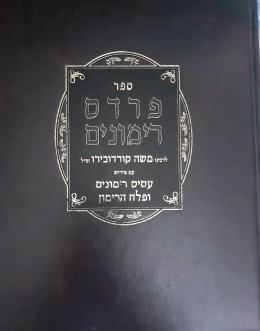 ספר
פרדס
רימונים
לרבינו משה קורדובירו זצ״ל
עם פירוש
עסיס רימונים
ופלח הרימון